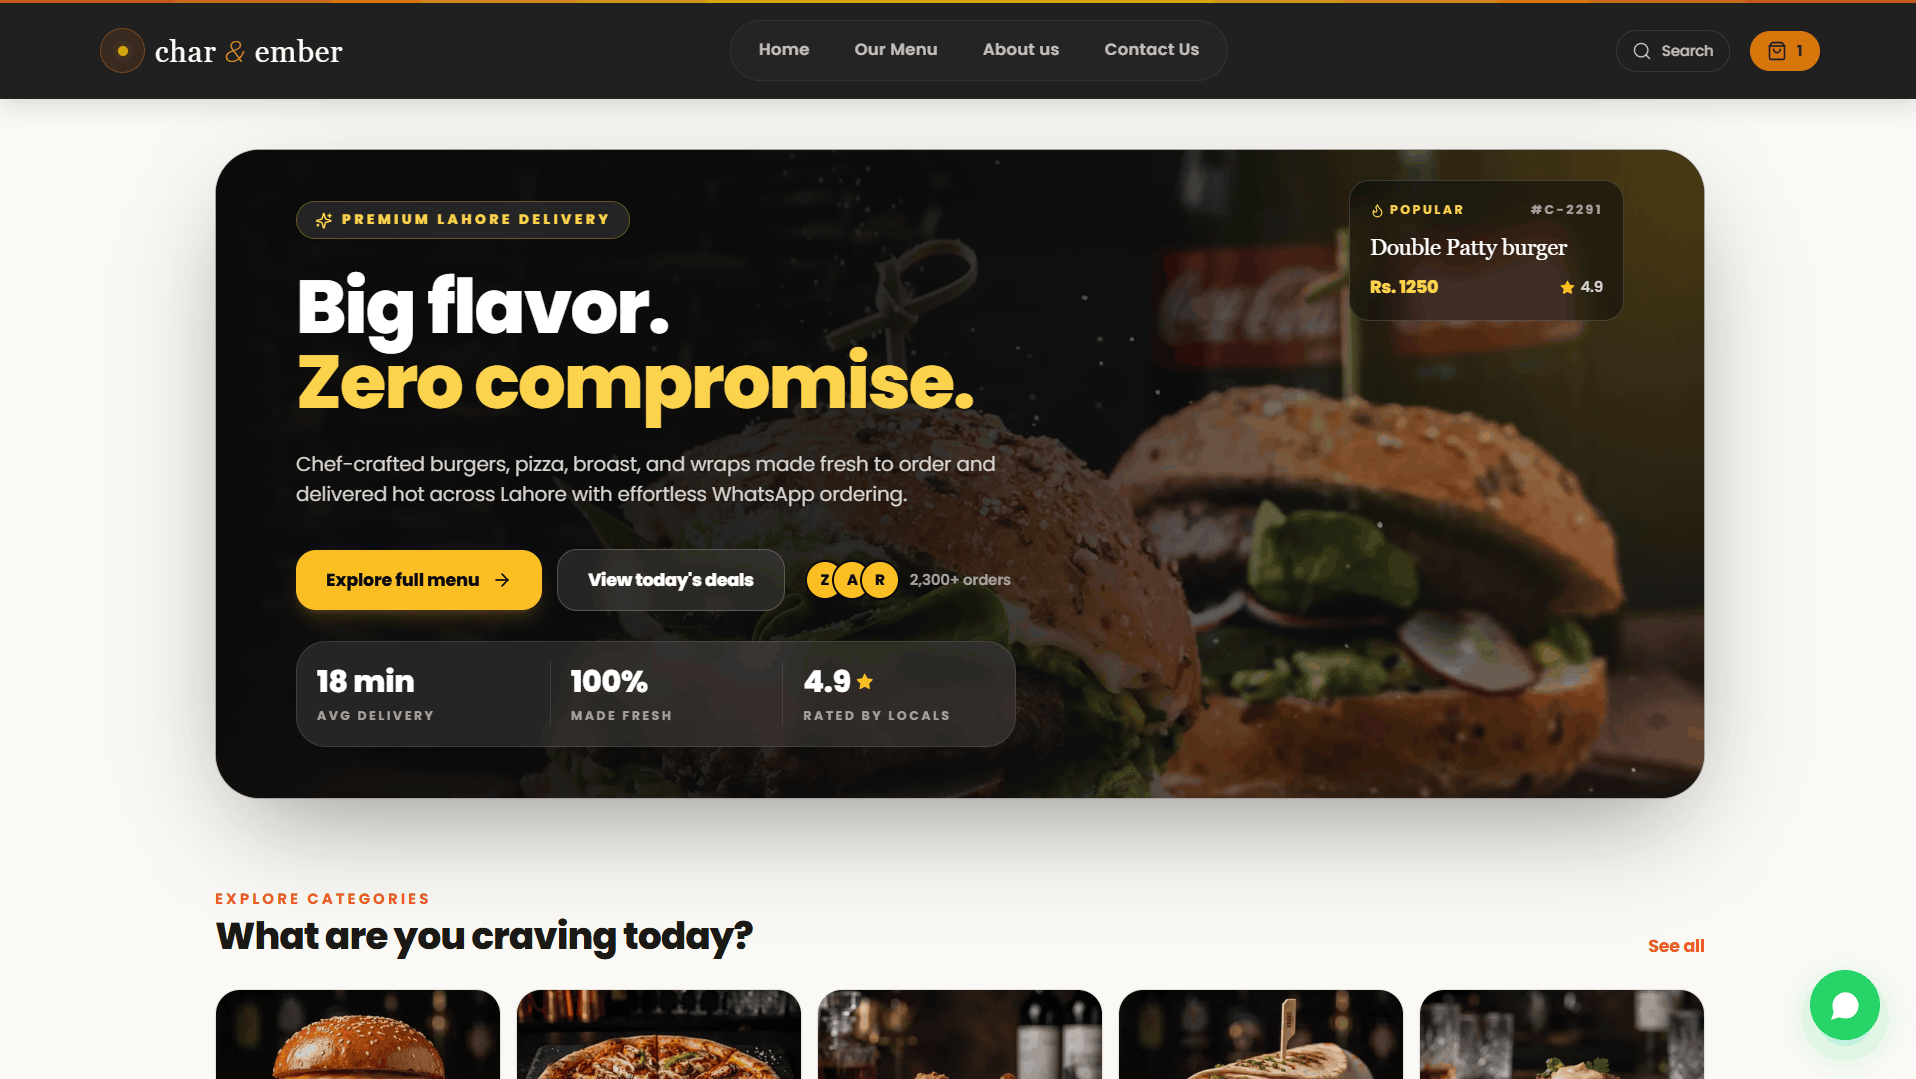 char & ember
Home
Our Menu
About us
Contact Us
Search
1
PREMIUM LAHORE DELIVERY
Big flavor.
Zero compromise.
Chef-crafted burgers, pizza, broast, and wraps made fresh to order and
delivered hot across Lahore with effortless WhatsApp ordering.
Explore full menu
View today's deals
Z A R
2,300+ orders
18 min
AVG DELIVERY
100%
MADE FRESH
4.9
RATED BY LOCALS
POPULAR
#C-2291
Double Patty burger
Rs. 1250
4.9
Coca-Cola
EXPLORE CATEGORIES
What are you craving today?
See all